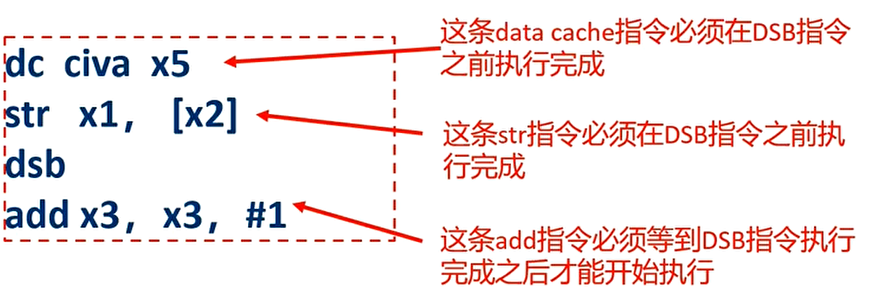 dc civa x5
str x1, [x2]
dsb
add x3, x3, #1
这条data cache指令必须在DSB指令
之前执行完成
这条str指令必须在DSB指令之前执
行完成
这条add指令必须等到DSB指令执行
完成之后才能开始执行